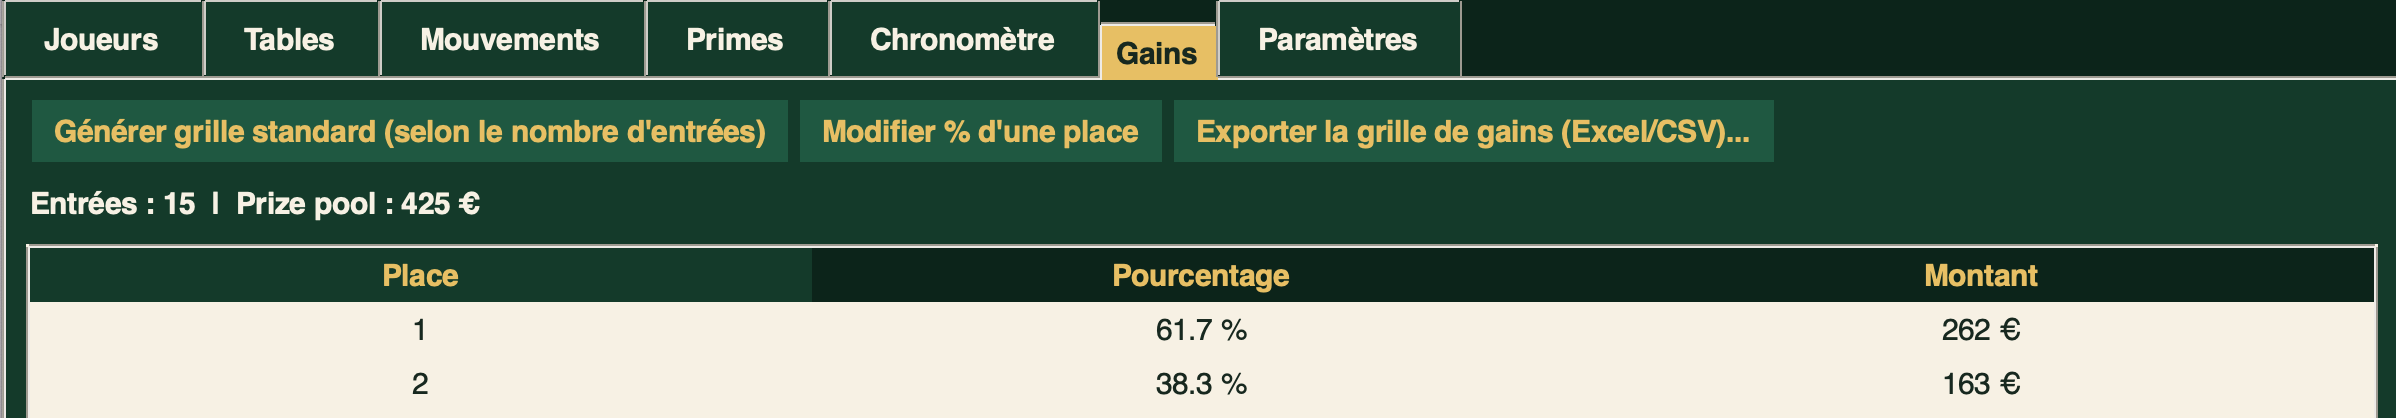 Joueurs Tables Mouvements Primes Chronomètre Gains Paramètres
Générer grille standard (selon le nombre d'entrées) Modifier % d'une place Exporter la grille de gains (Excel/CSV)...
Entrées : 15 | Prize pool : 425 €
Place Pourcentage Montant
1 61.7 % 262 €
2 38.3 % 163 €